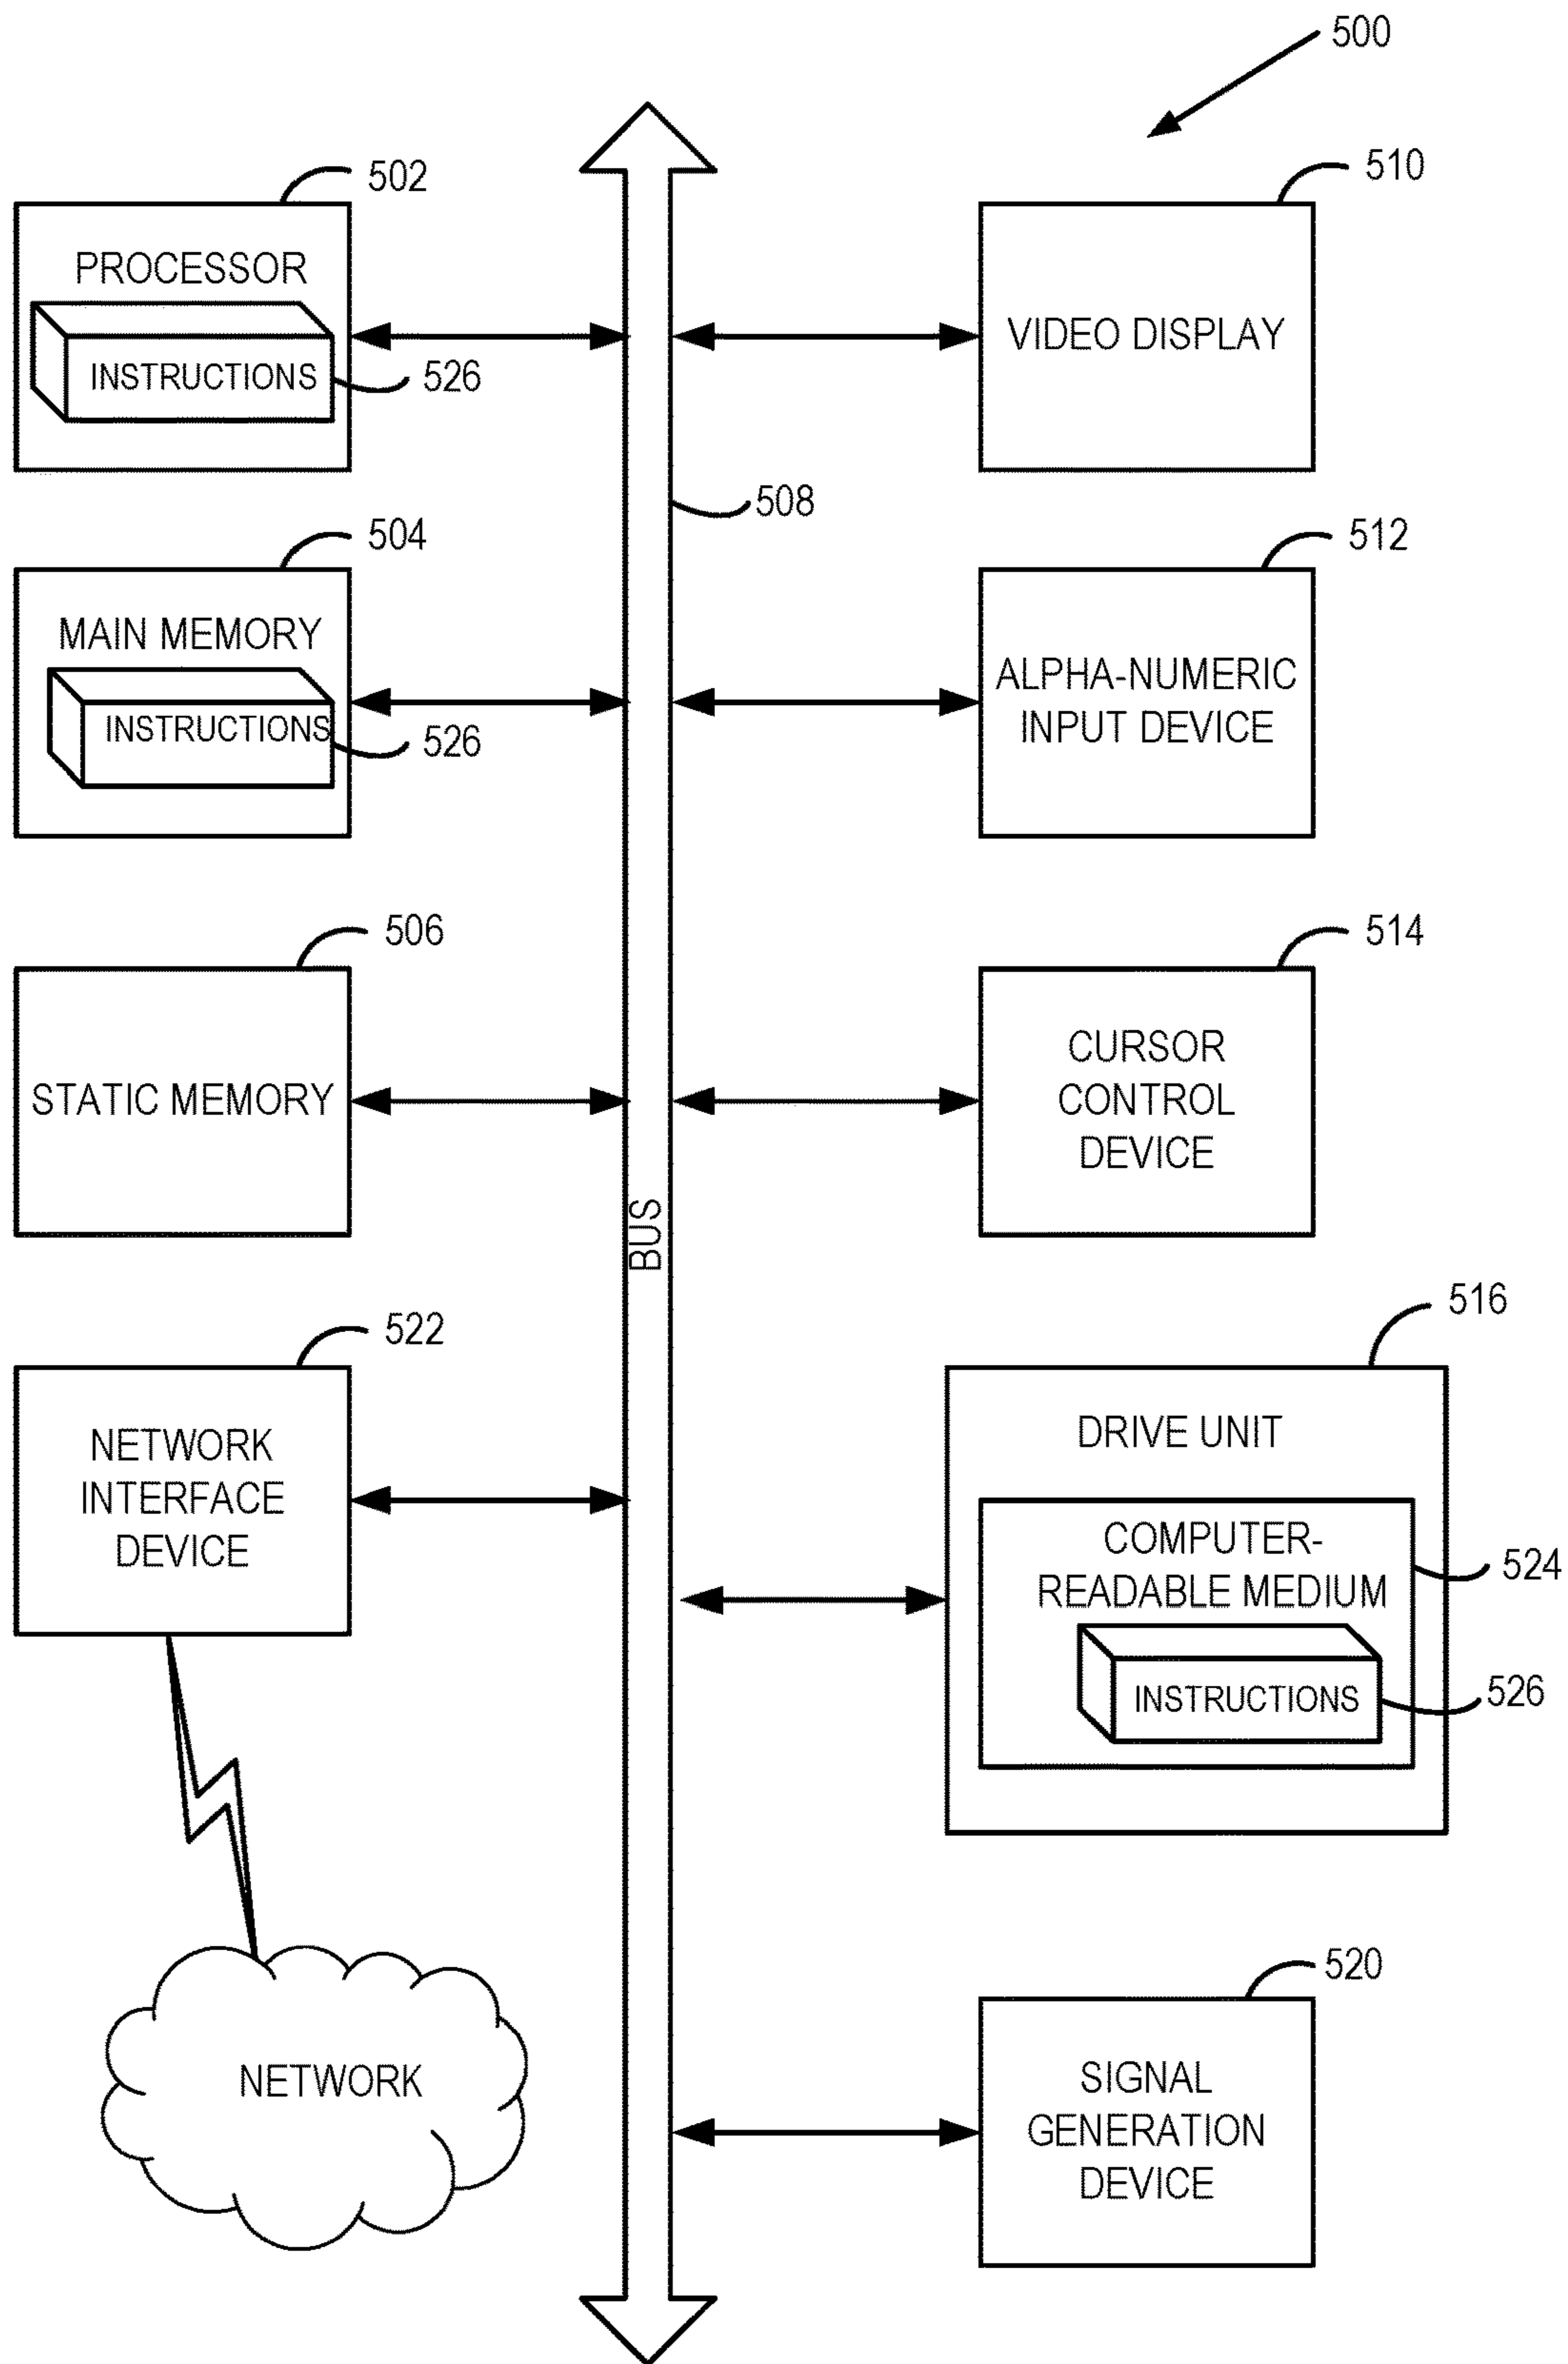 500
502
PROCESSOR
INSTRUCTIONS
526
504
MAIN MEMORY
INSTRUCTIONS
526
506
STATIC MEMORY
522
NETWORK
INTERFACE
DEVICE
NETWORK
508
BUS
510
VIDEO DISPLAY
512
ALPHA-NUMERIC
INPUT DEVICE
514
CURSOR
CONTROL
DEVICE
516
DRIVE UNIT
COMPUTER-
READABLE MEDIUM
524
INSTRUCTIONS
526
520
SIGNAL
GENERATION
DEVICE